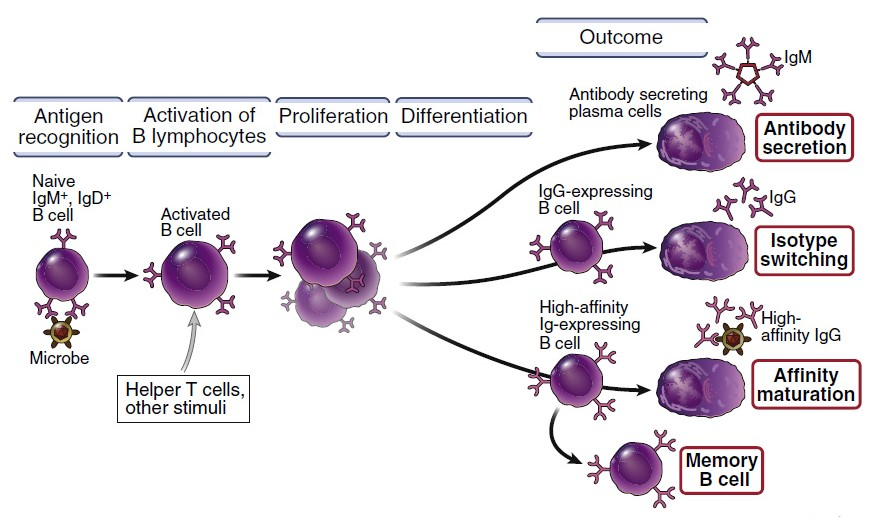 Outcome
IgM
Antigen
recognition
Activation of
B lymphocytes
Proliferation
Differentiation
Antibody secreting
plasma cells
Antibody
secretion
Naive
IgM+, IgD+
B cell
Activated
B cell
IgG-expressing
B cell
IgG
Isotype
switching
Microbe
Helper T cells,
other stimuli
High-affinity
Ig-expressing
B cell
High-
affinity IgG
Affinity
maturation
Memory
B cell